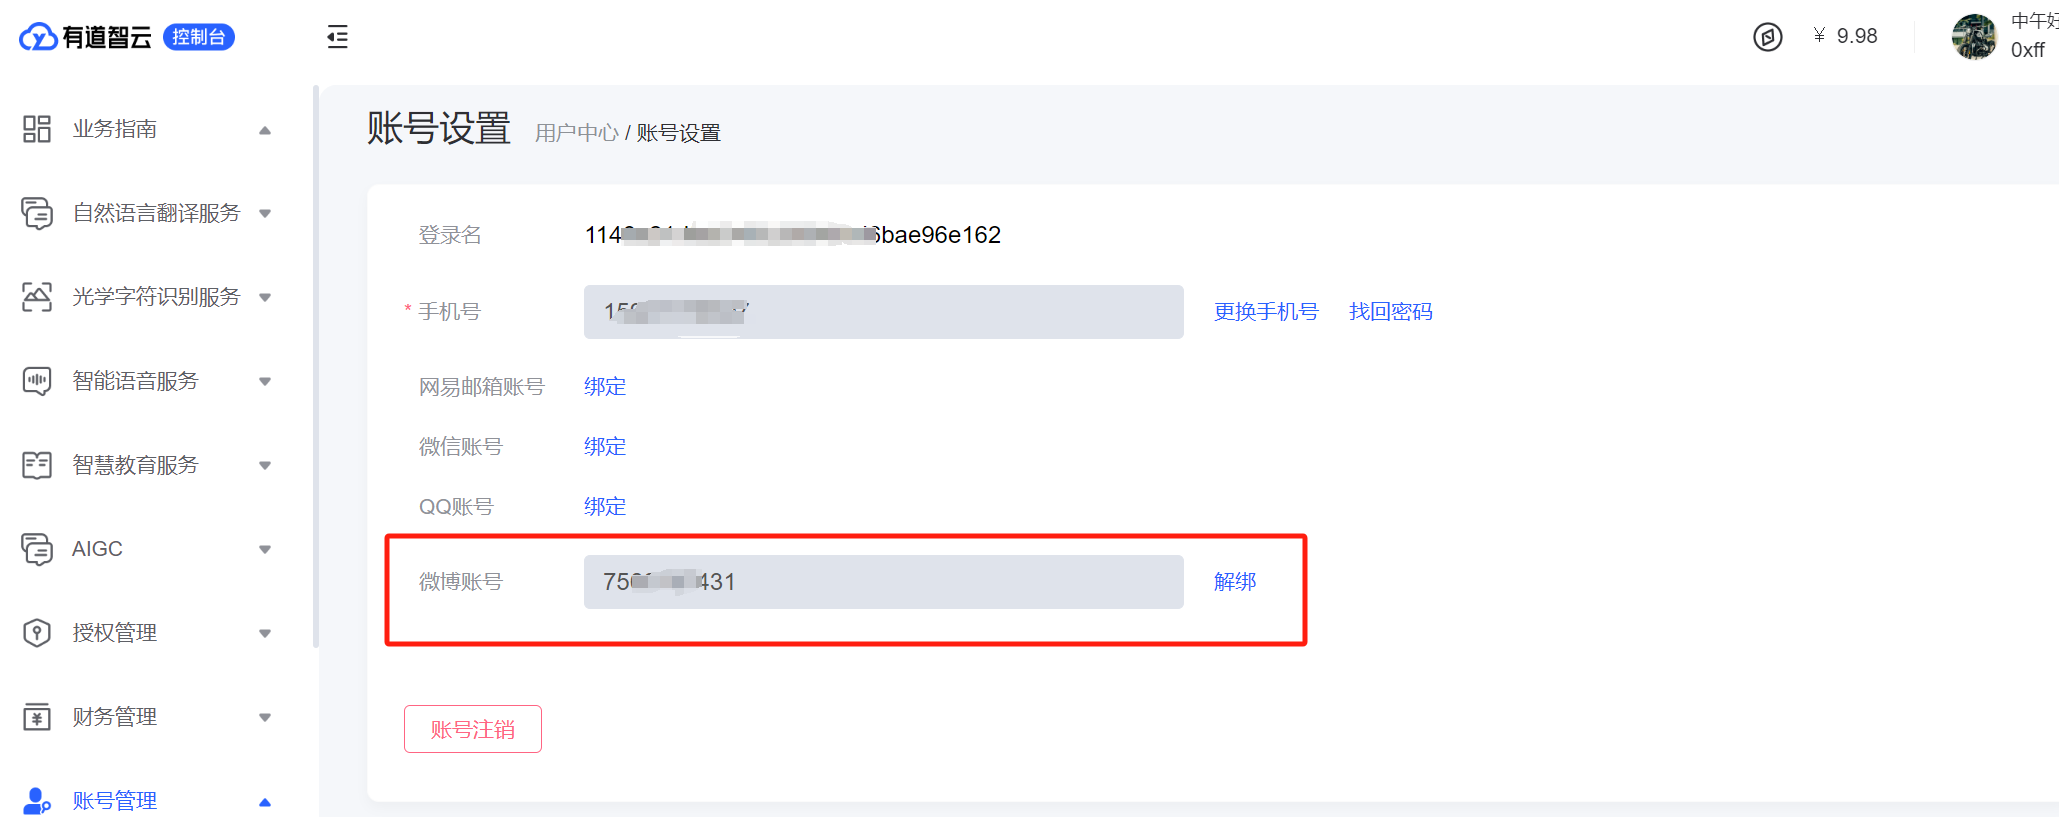 有道智云 控制台
¥ 9.98
中午好
0xff
业务指南
自然语言翻译服务
光学字符识别服务
智能语音服务
智慧教育服务
AIGC
授权管理
财务管理
账号管理
账号设置 用户中心 / 账号设置
登录名 114 6bae96e162
* 手机号 15 更换手机号 找回密码
网易邮箱账号 绑定
微信账号 绑定
QQ账号 绑定
微博账号 75 431 解绑
账号注销